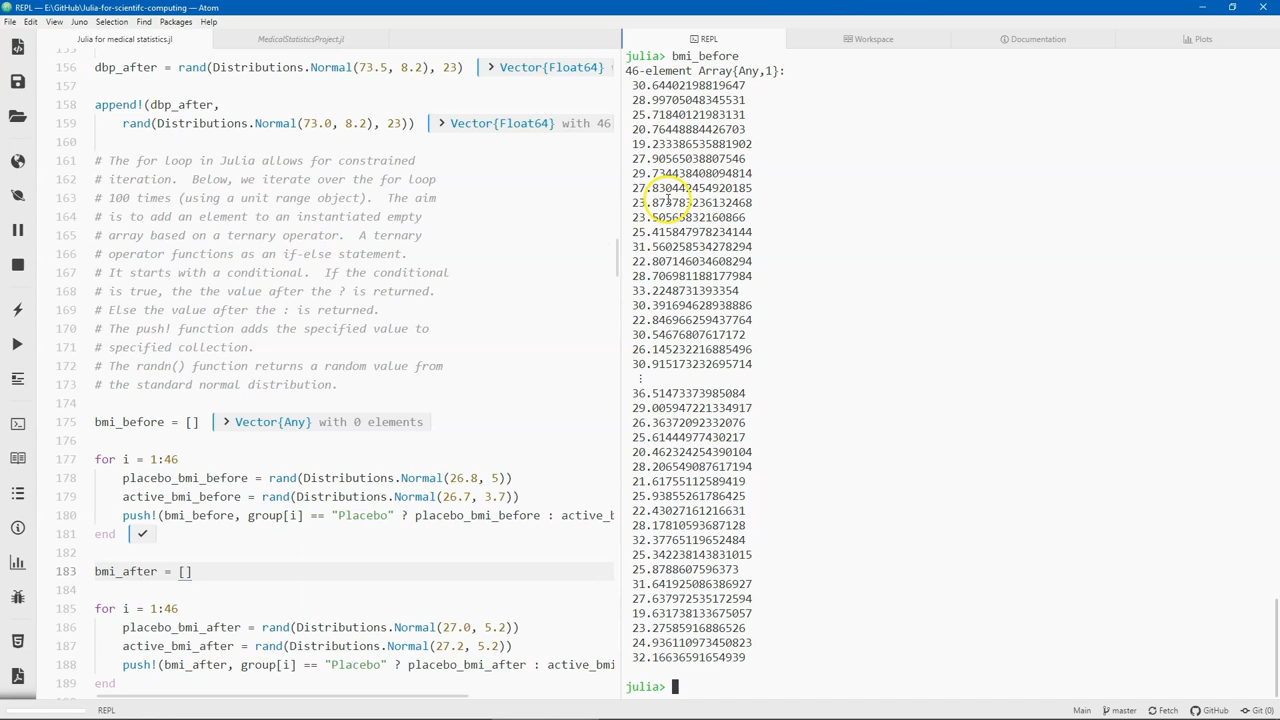 REPL — E:\GitHub\Julia-for-scientifc-computing — Atom
File Edit View Juno Selection Find Packages Help
Julia for medical statistics.jl
MedicalStatisticsProject.jl
156 dbp_after = rand(Distributions.Normal(73.5, 8.2), 23) > Vector{Float64}
157
158 append!(dbp_after,
159 rand(Distributions.Normal(73.0, 8.2), 23)) > Vector{Float64} with 46
160
161 # The for loop in Julia allows for constrained
162 # iteration. Below, we iterate over the for loop
163 # 100 times (using a unit range object). The aim
164 # is to add an element to an instantiated empty
165 # array based on a ternary operator. A ternary
166 # operator functions as an if-else statement.
167 # It starts with a conditional. If the conditional
168 # is true, the the value after the ? is returned.
169 # Else the value after the : is returned.
170 # The push! function adds the specified value to
171 # specified collection.
172 # The randn() function returns a random value from
173 # the standard normal distribution.
174
175 bmi_before = [] > Vector{Any} with 0 elements
176
177 for i = 1:46
178 placebo_bmi_before = rand(Distributions.Normal(26.8, 5))
179 active_bmi_before = rand(Distributions.Normal(26.7, 3.7))
180 push!(bmi_before, group[i] == "Placebo" ? placebo_bmi_before : active_b
181 end ✓
182
183 bmi_after = []
184
185 for i = 1:46
186 placebo_bmi_after = rand(Distributions.Normal(27.0, 5.2))
187 active_bmi_after = rand(Distributions.Normal(27.2, 5.2))
188 push!(bmi_after, group[i] == "Placebo" ? placebo_bmi_after : active_bmi
189 end
REPL
Workspace
Documentation
Plots
julia> bmi_before
46-element Array{Any,1}:
30.64402198819647
28.99705048345531
25.71840121983131
20.76448884426703
19.233386535881902
27.90565038807546
29.734438408094814
27.830442454920185
23.873783236132468
23.50565832160866
25.415847978234144
31.560258534278294
22.807146034608294
28.706981188177984
33.2248731393354
30.391694628938886
22.846966259437764
30.54676807617172
26.145232216885496
30.915173232695714
⋮
36.51473373985084
29.005947221334917
26.36372092332076
25.61444977430217
20.462324254390104
28.206549087617194
21.61755112589419
25.93855261786425
22.43027161216631
28.17810593687128
32.37765119652484
25.342238143831015
25.8788607596373
31.641925086386927
27.637972535172594
19.631738133675057
23.27585916886526
24.936110973450823
32.16636591654939
julia>
REPL
Main master Fetch GitHub Git (0)